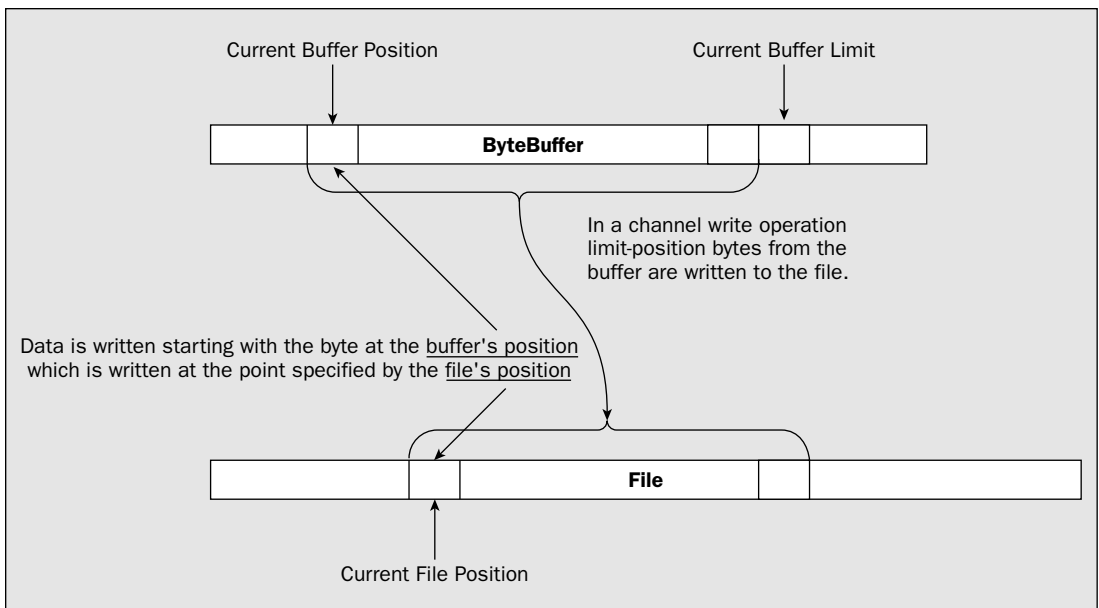 Current Buffer Position
Current Buffer Limit
ByteBuffer
In a channel write operation
limit-position bytes from the
buffer are written to the file.
Data is written starting with the byte at the buffer's position
which is written at the point specified by the file's position
File
Current File Position